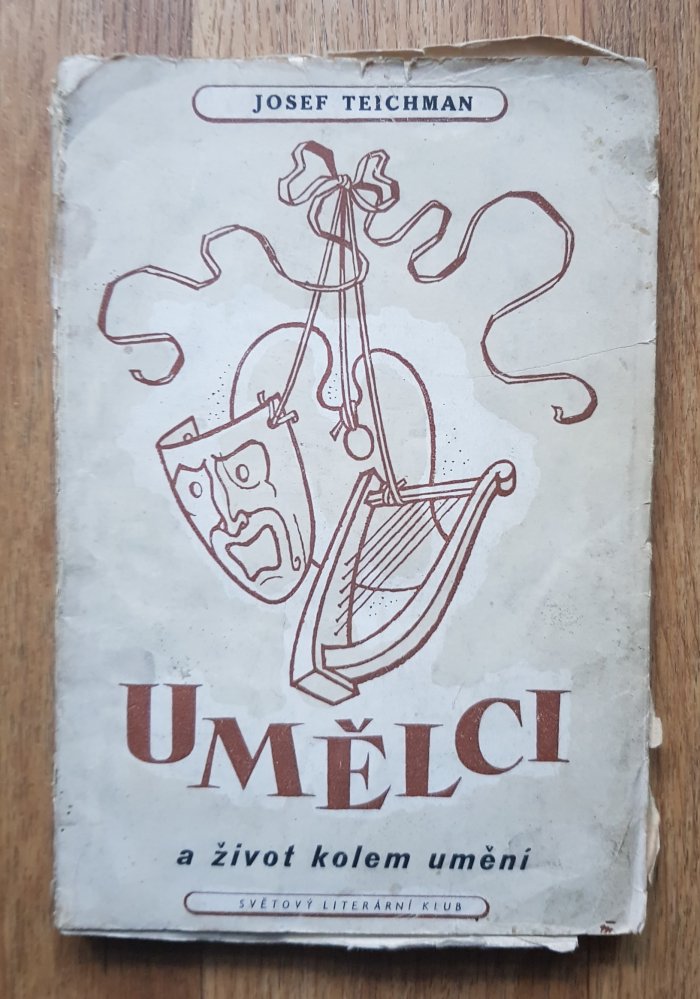 JOSEF TEICHMAN
UMĚLCI
a život kolem umění
SVĚTOVÝ LITERÁRNÍ KLUB